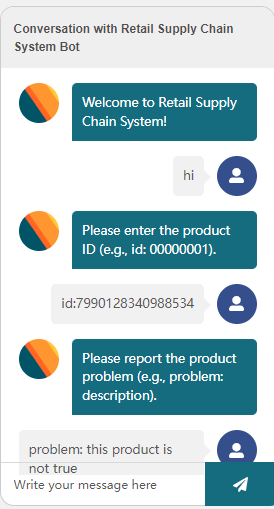 Conversation with Retail Supply Chain
System Bot
Welcome to Retail Supply
Chain System!
hi
Please enter the product
ID (e.g., id: 00000001).
id:7990128340988534
Please report the product
problem (e.g., problem:
description).
problem: this product is
not true
Write your message here